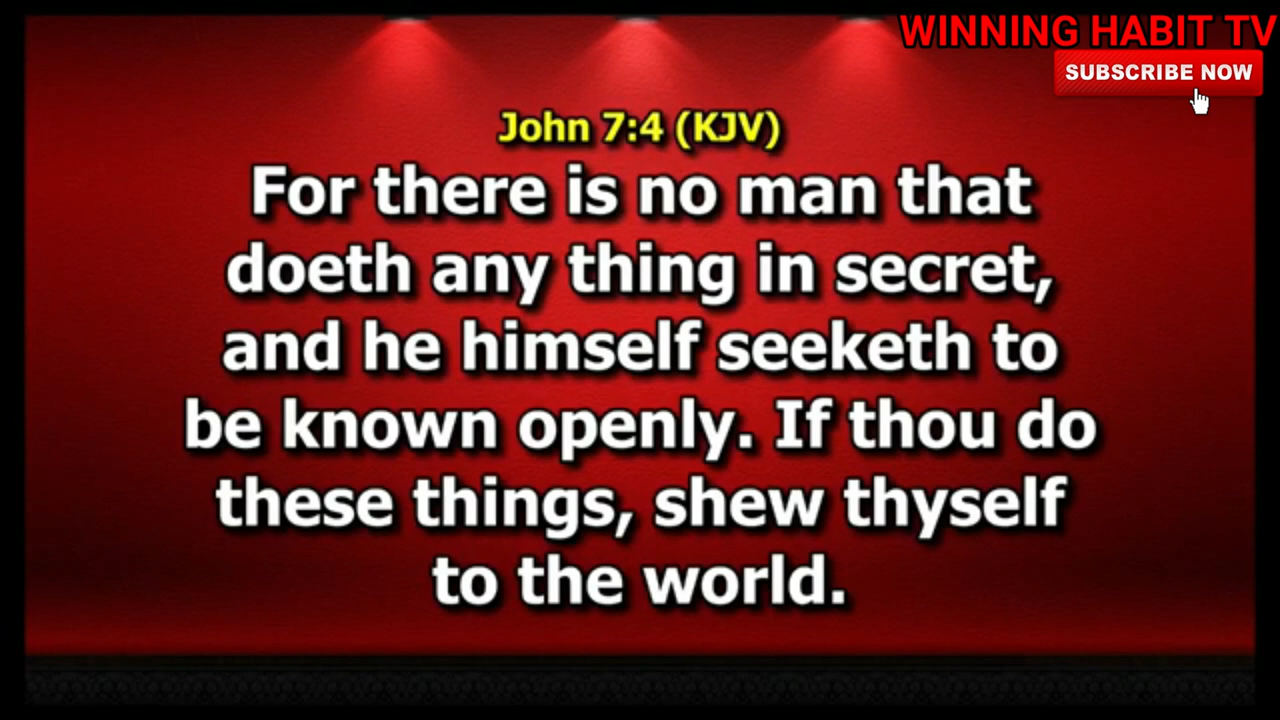 WINNING HABIT TV
SUBSCRIBE NOW
John 7:4 (KJV)
For there is no man that
doeth any thing in secret,
and he himself seeketh to
be known openly. If thou do
these things, shew thyself
to the world.